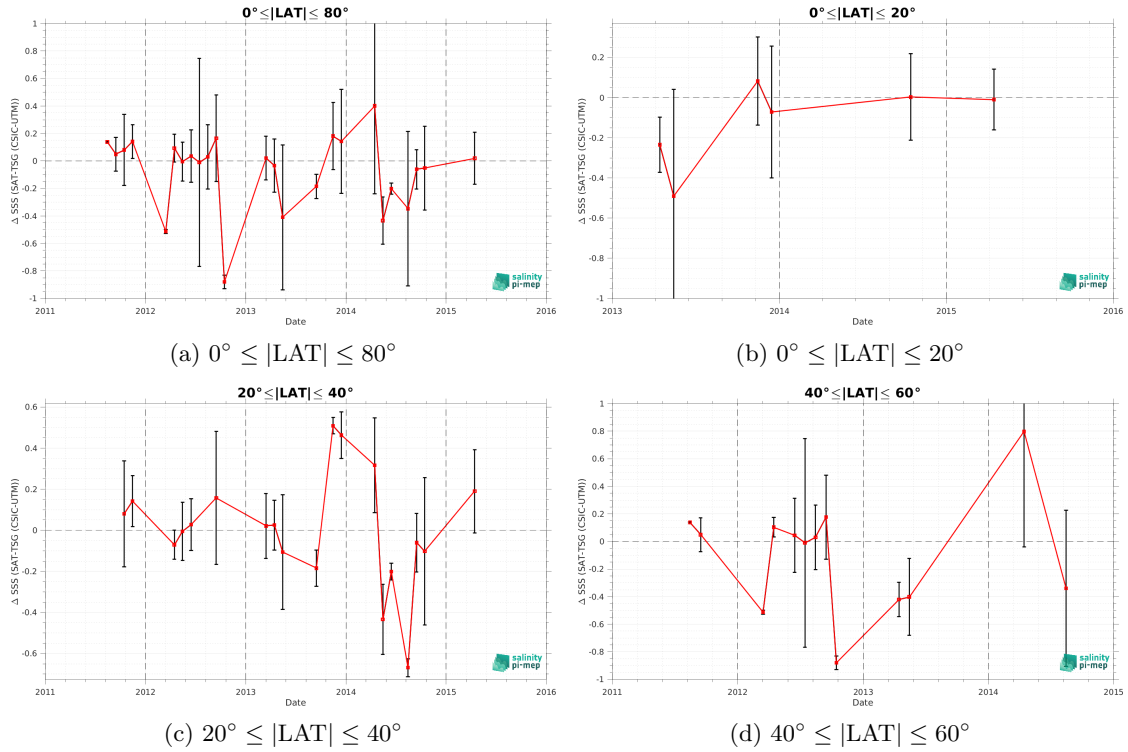 0°≤|LAT|≤ 80°
Δ SSS (SAT-TSG (CSIC-UTM))
1
0.8
0.6
0.4
0.2
0
-0.2
-0.4
-0.6
-0.8
-1
2011
2012
2013
2014
2015
2016
Date
salinity
pi-mep
(a) 0° ≤ |LAT| ≤ 80°
0°≤|LAT|≤ 20°
Δ SSS (SAT-TSG (CSIC-UTM))
0.2
0
-0.2
-0.4
-0.6
-0.8
-1
2013
2014
2015
2016
Date
salinity
pi-mep
(b) 0° ≤ |LAT| ≤ 20°
20°≤|LAT|≤ 40°
Δ SSS (SAT-TSG (CSIC-UTM))
0.6
0.4
0.2
0
-0.2
-0.4
-0.6
2011
2012
2013
2014
2015
2016
Date
salinity
pi-mep
(c) 20° ≤ |LAT| ≤ 40°
40°≤|LAT|≤ 60°
Δ SSS (SAT-TSG (CSIC-UTM))
1
0.8
0.6
0.4
0.2
0
-0.2
-0.4
-0.6
-0.8
-1
2011
2012
2013
2014
2015
Date
salinity
pi-mep
(d) 40° ≤ |LAT| ≤ 60°